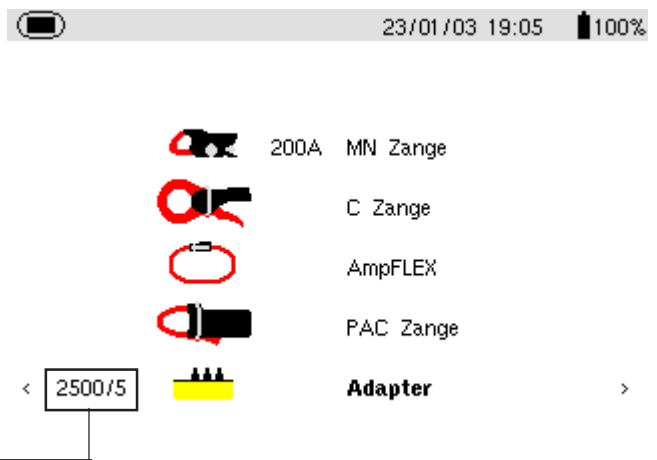 23/01/03 19:05 100%
200A MN Zange
C Zange
AmpFLEX
PAC Zange
< 2500/5 Adapter >